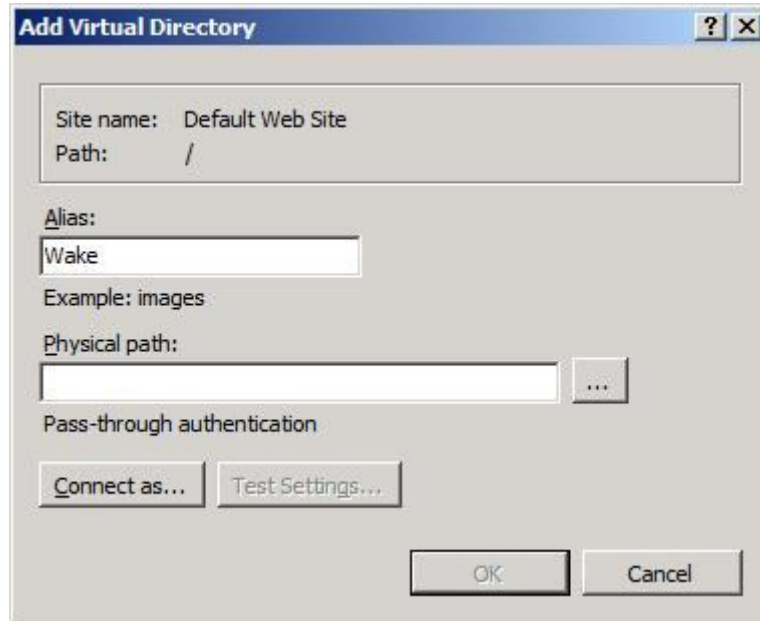 Add Virtual Directory
Site name: Default Web Site
Path: /
Alias:
Wake
Example: images
Physical path:
...
Pass-through authentication
Connect as... Test Settings...
OK Cancel